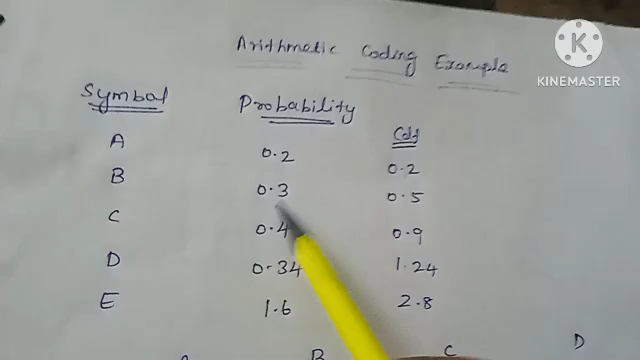 Arithmatic Coding Example
KINEMASTER
Symbol Probability Cdf
A 0.2 0.2
B 0.3 0.5
C 0.4 0.9
D 0.34 1.24
E 1.6 2.8
B C D